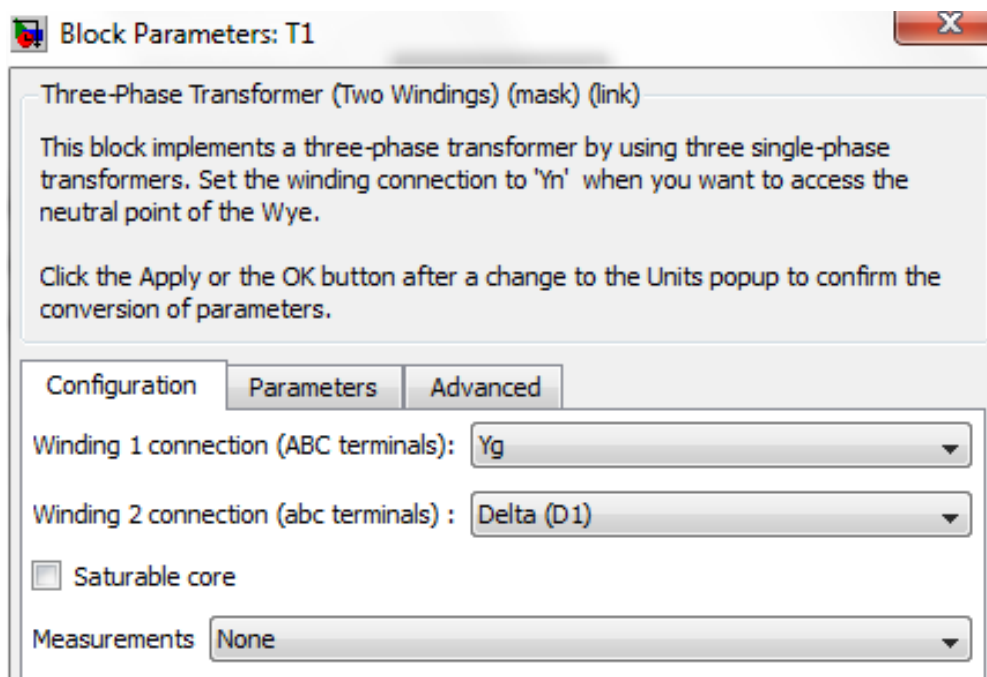 Block Parameters: T1
Three-Phase Transformer (Two Windings) (mask) (link)
This block implements a three-phase transformer by using three single-phase
transformers. Set the winding connection to 'Yn' when you want to access the
neutral point of the Wye.
Click the Apply or the OK button after a change to the Units popup to confirm the
conversion of parameters.
Configuration Parameters Advanced
Winding 1 connection (ABC terminals): Yg
Winding 2 connection (abc terminals) : Delta (D1)
Saturable core
Measurements None